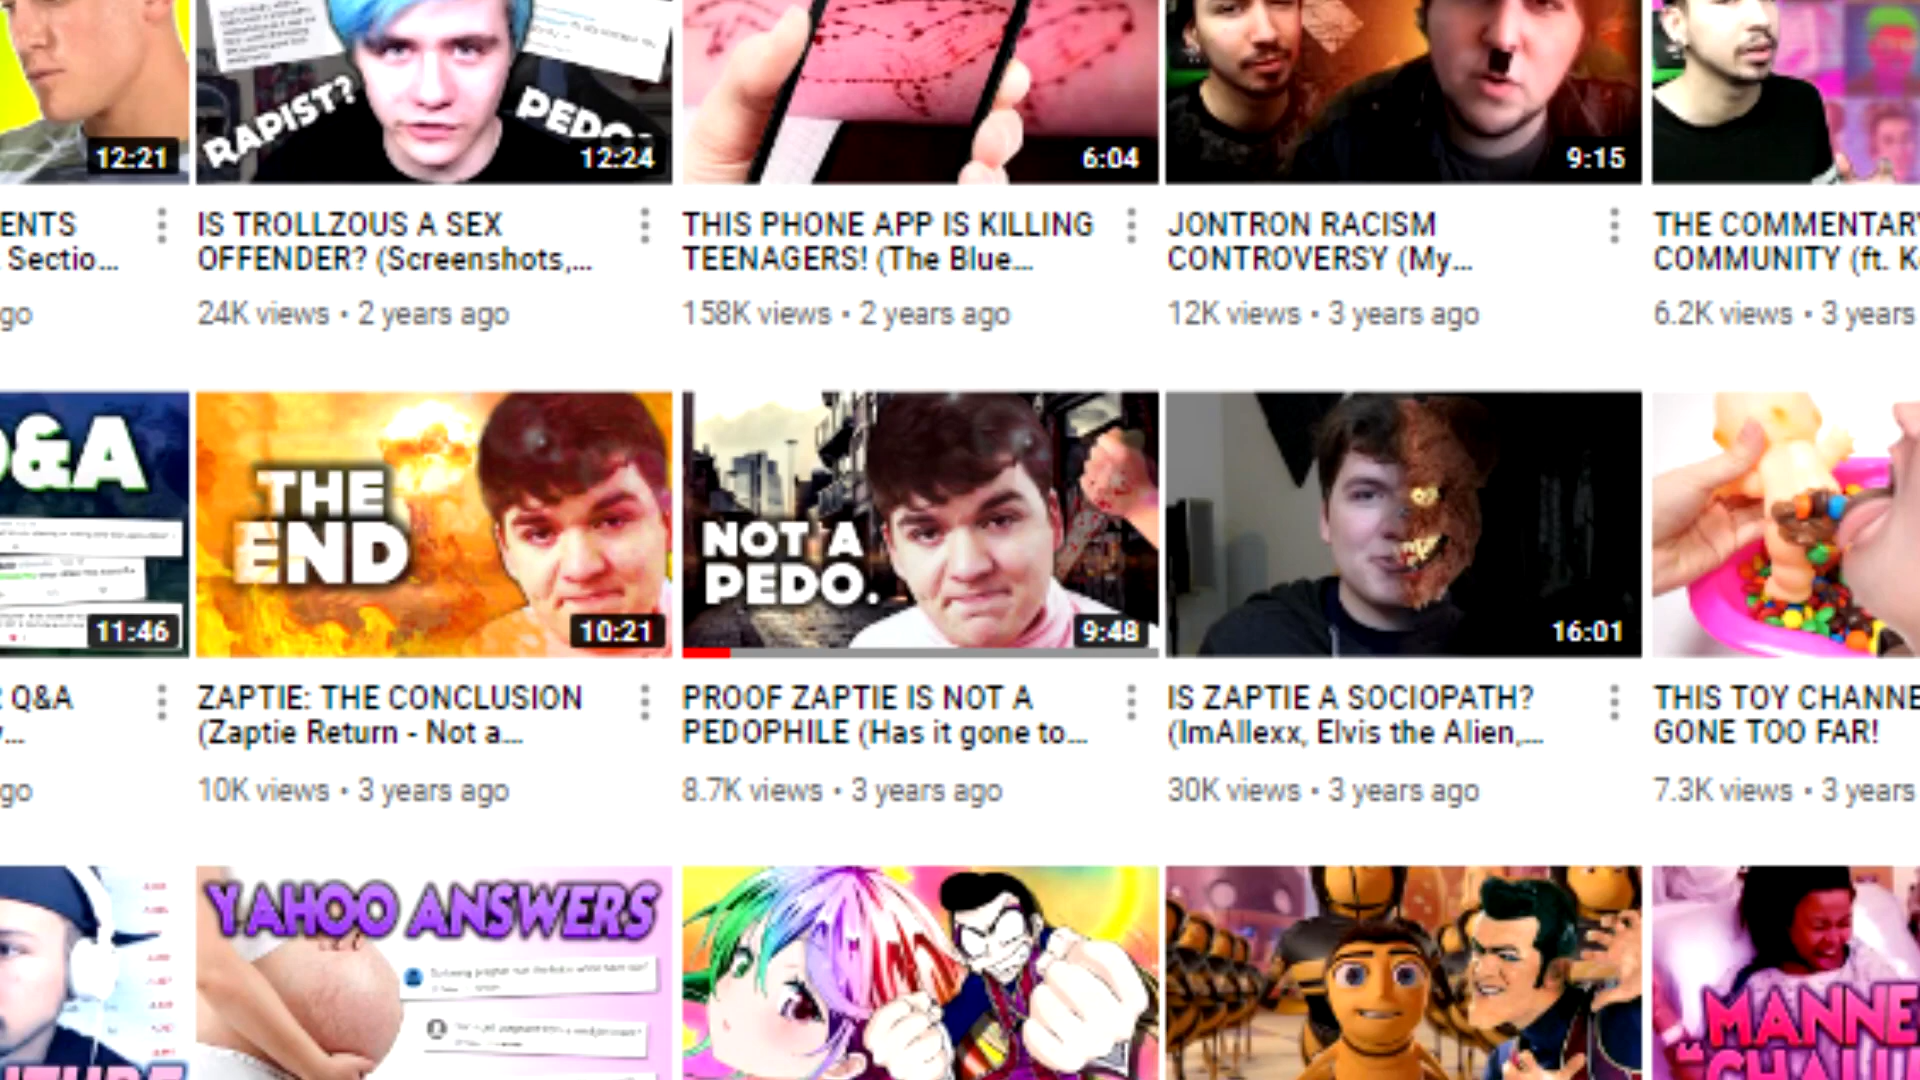 RAPIST?
PEDO
12:21
12:24
6:04
9:15
ENTS
Sectio...
go
IS TROLLZOUS A SEX
OFFENDER? (Screenshots,...
24K views • 2 years ago
THIS PHONE APP IS KILLING
TEENAGERS! (The Blue...
158K views • 2 years ago
JONTRON RACISM
CONTROVERSY (My...
12K views • 3 years ago
THE COMMENTARY
COMMUNITY (ft. K
6.2K views • 3 years
Q&A
11:46
THE
END
10:21
NOT A
PEDO.
9:48
16:01
Q&A
go
ZAPTIE: THE CONCLUSION
(Zaptie Return - Not a...
10K views • 3 years ago
PROOF ZAPTIE IS NOT A
PEDOPHILE (Has it gone to...
8.7K views • 3 years ago
IS ZAPTIE A SOCIOPATH?
(ImAllexx, Elvis the Alien,...
30K views • 3 years ago
THIS TOY CHANNE
GONE TOO FAR!
7.3K views • 3 years
YAHOO ANSWERS
"MANNE
CHALL